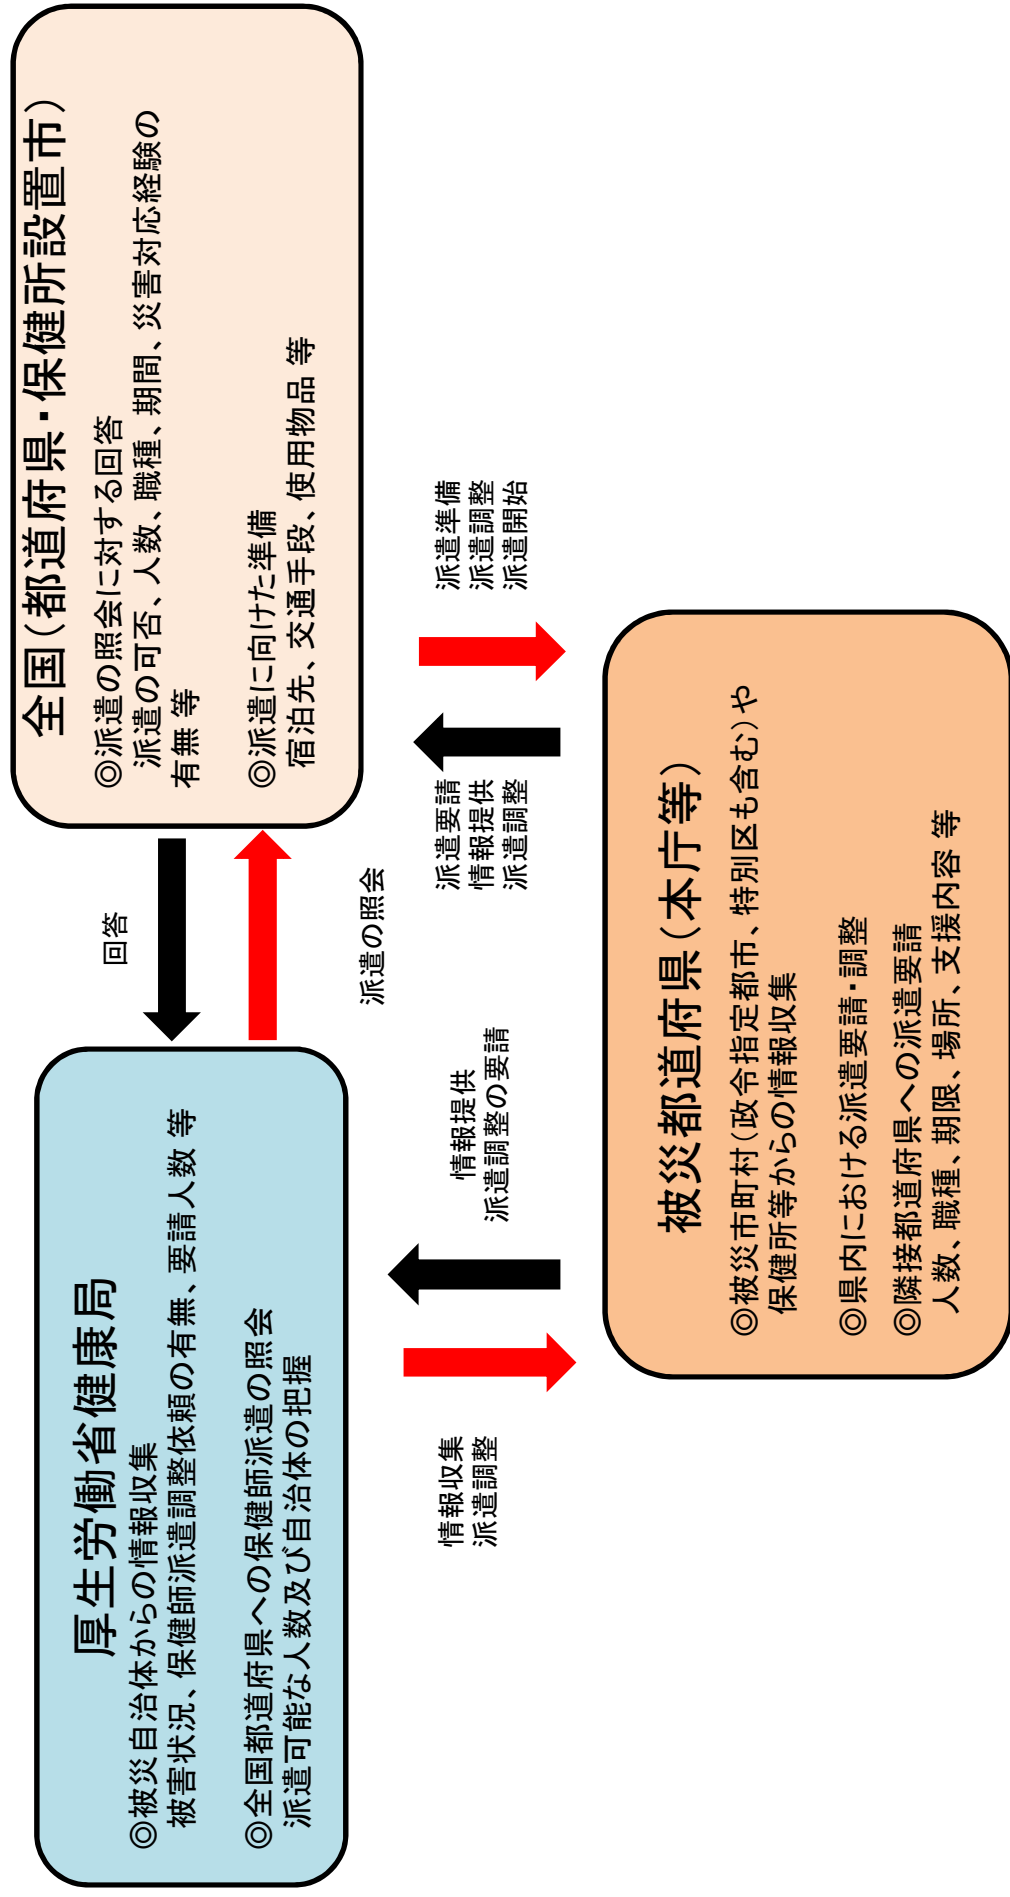 厚生労働省健康局
◎被災自治体からの情報収集
被害状況、保健師派遣調整依頼の有無、要請人数 等
◎全国都道府県への保健師派遣の照会
派遣可能な人数及び自治体の把握
回答
派遣の照会
全国（都道府県・保健所設置市）
◎派遣の照会に対する回答
派遣の可否、人数、職種、期間、災害対応経験の
有無 等
◎派遣に向けた準備
宿泊先、交通手段、使用物品 等
情報収集
派遣調整
情報提供
派遣調整の要請
派遣要請
情報提供
派遣調整
派遣準備
派遣調整
派遣開始
被災都道府県（本庁等）
◎被災市町村（政令指定都市、特別区も含む）や
保健所等からの情報収集
◎県内における派遣要請・調整
◎隣接都道府県への派遣要請
人数、職種、期限、場所、支援内容 等